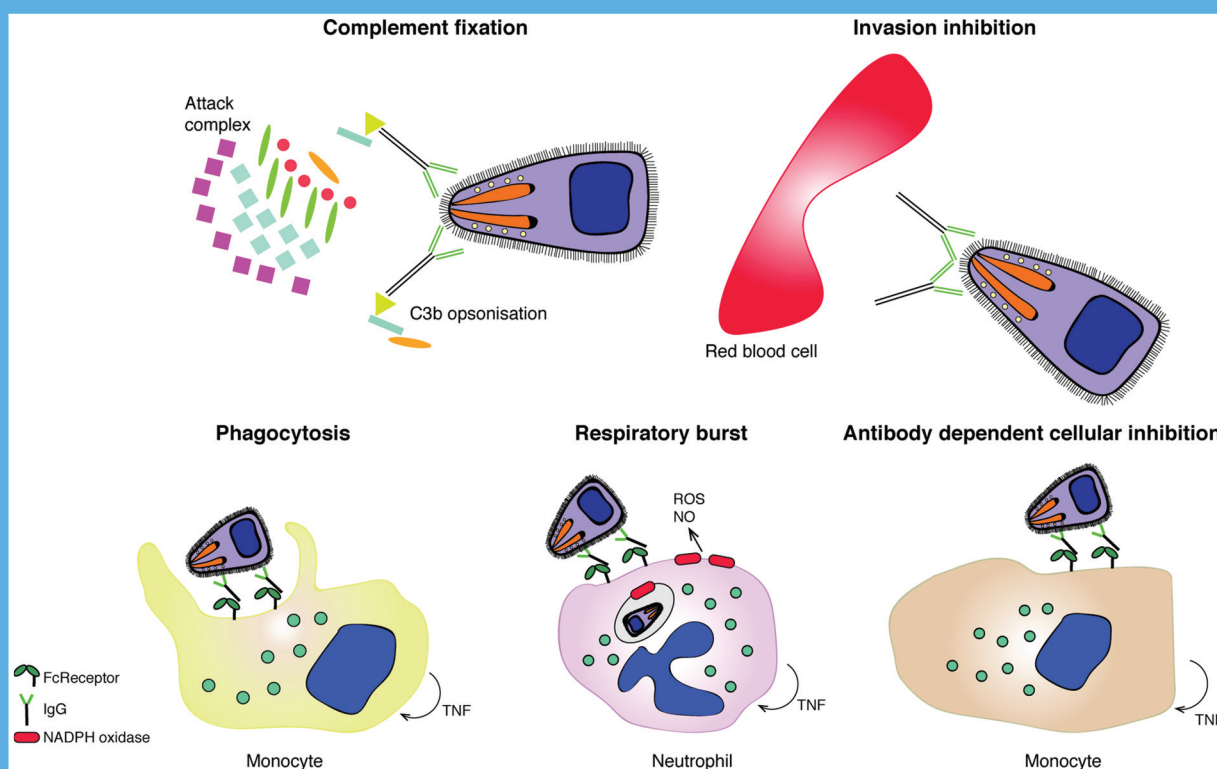 Complement fixation
Invasion inhibition
Attack
complex
C3b opsonisation
Red blood cell
Phagocytosis
Respiratory burst
Antibody dependent cellular inhibition
ROS
NO
FcReceptor
IgG
NADPH oxidase
TNF
TNF
TNF
Monocyte
Neutrophil
Monocyte